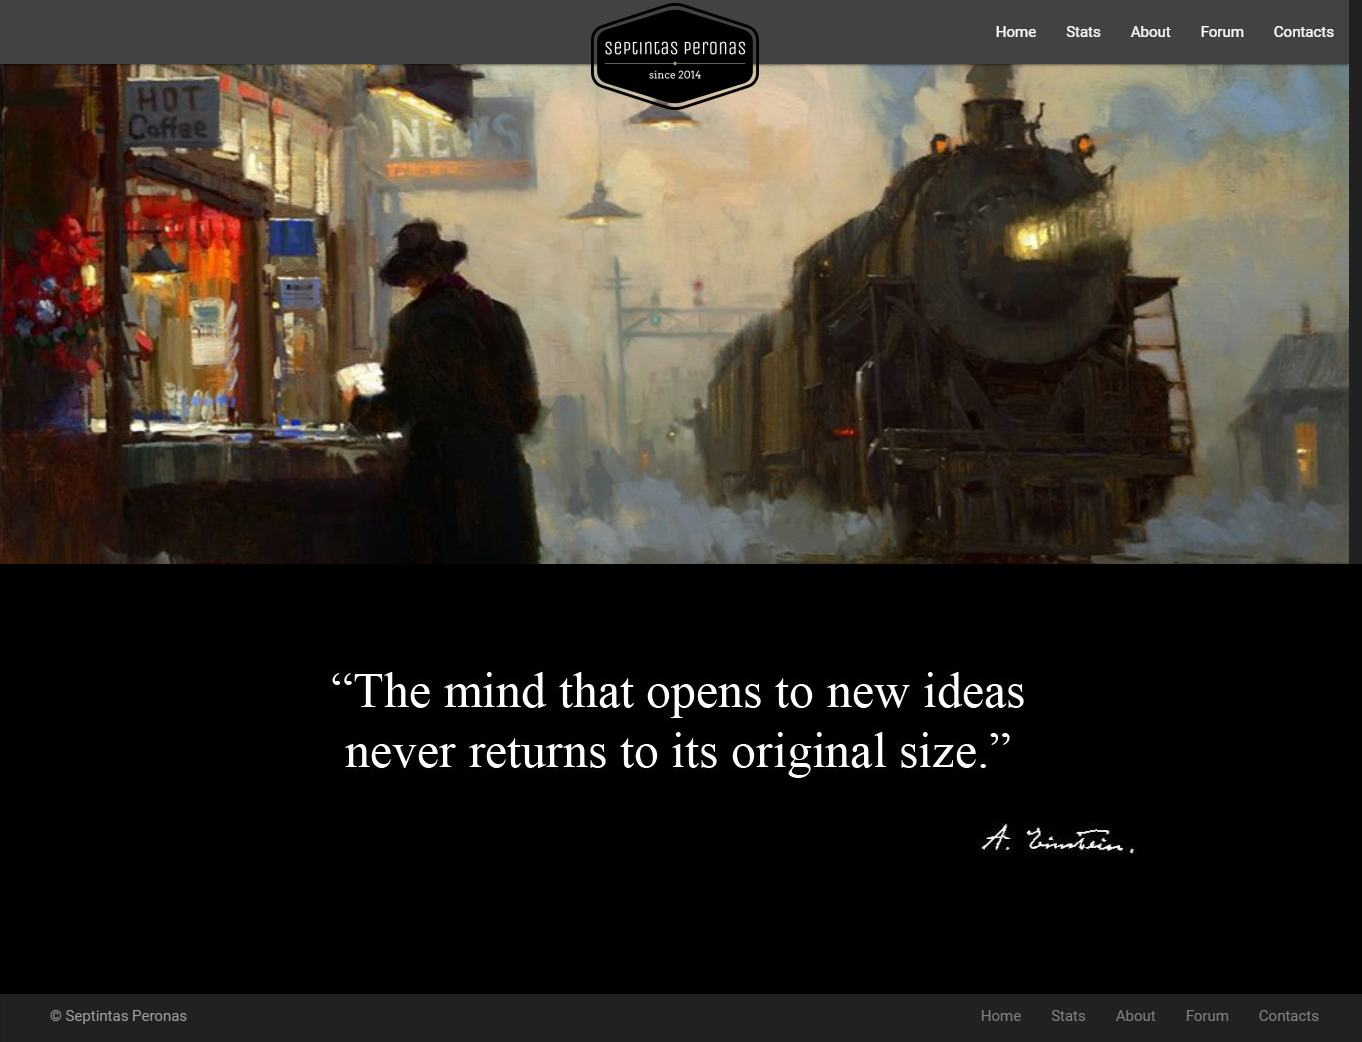 Home Stats About Forum Contacts
septintas peronas
since 2014
HOT
Coffee
NEWS
“The mind that opens to new ideas
never returns to its original size.”
A. Einstein.
© Septintas Peronas
Home Stats About Forum Contacts